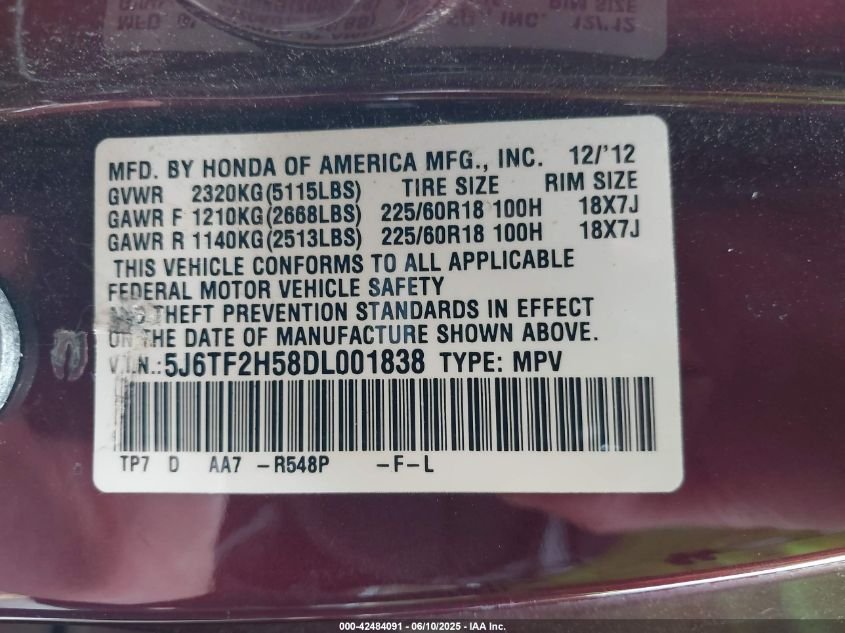 MFD. BY HONDA OF AMERICA MFG., INC. 12/'12
GVWR 2320KG(5115LBS) TIRE SIZE RIM SIZE
GAWR F 1210KG(2668LBS) 225/60R18 100H 18X7J
GAWR R 1140KG(2513LBS) 225/60R18 100H 18X7J
THIS VEHICLE CONFORMS TO ALL APPLICABLE
FEDERAL MOTOR VEHICLE SAFETY
AND THEFT PREVENTION STANDARDS IN EFFECT
ON THE DATE OF MANUFACTURE SHOWN ABOVE.
V.I.N.:5J6TF2H58DL001838 TYPE: MPV
TP7 D AA7 -R548P -F-L
000-42484091 - 06/10/2025 - IAA Inc.